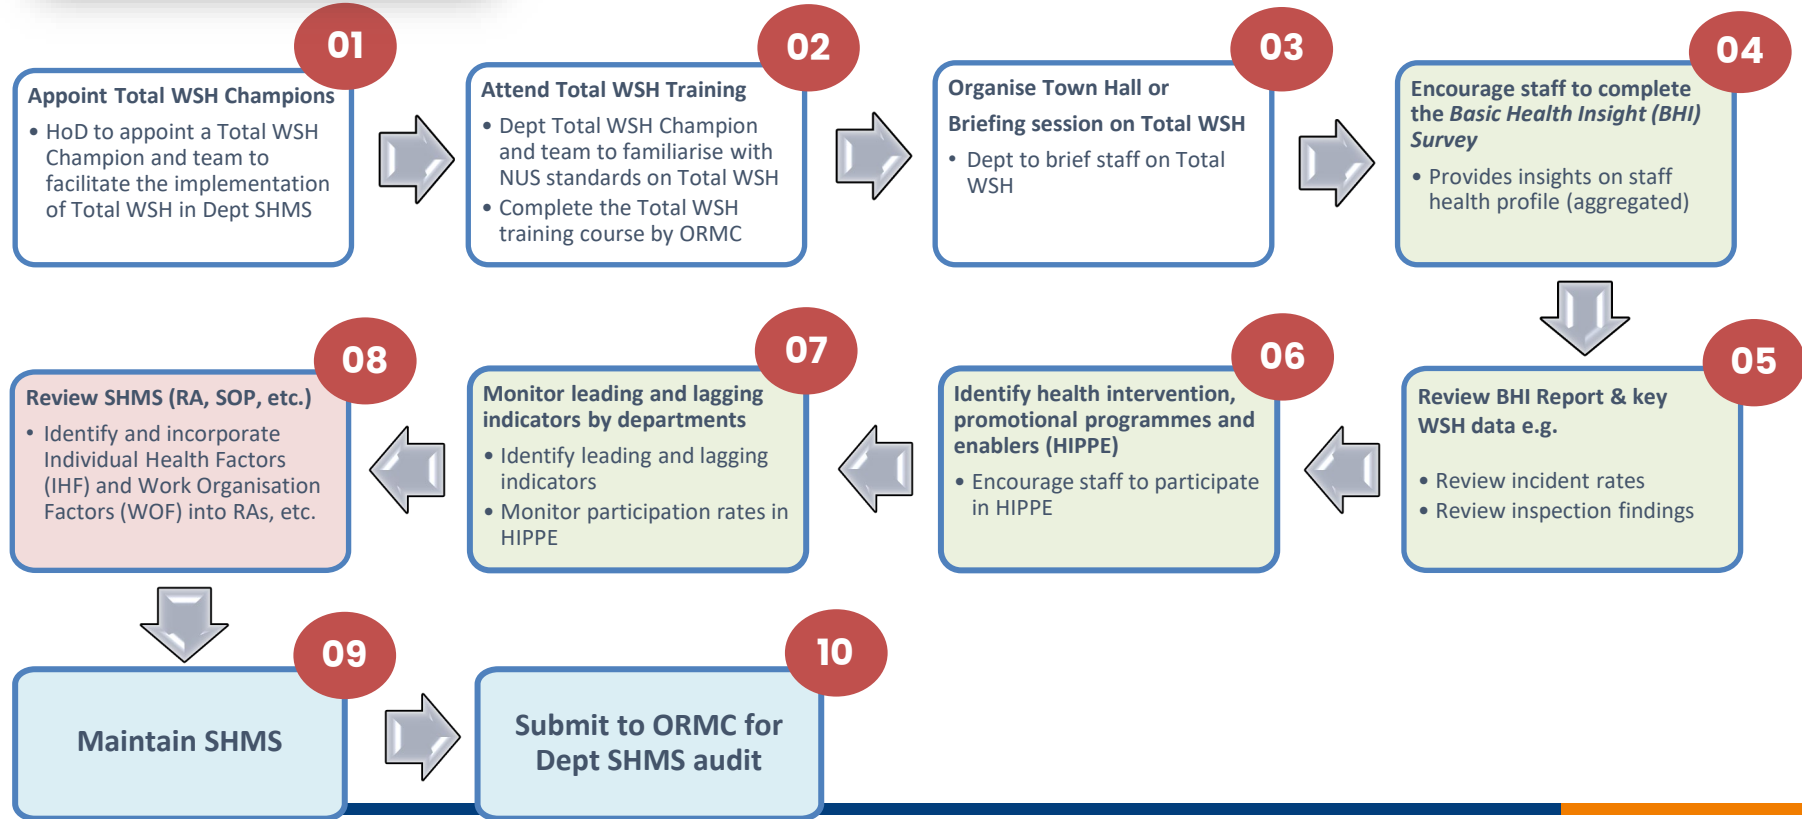 01
Appoint Total WSH Champions
• HoD to appoint a Total WSH
Champion and team to
facilitate the implementation
of Total WSH in Dept SHMS
02
Attend Total WSH Training
• Dept Total WSH Champion
and team to familiarise with
NUS standards on Total WSH
• Complete the Total WSH
training course by ORMC
03
Organise Town Hall or
Briefing session on Total WSH
• Dept to brief staff on Total
WSH
04
Encourage staff to complete
the Basic Health Insight (BHI)
Survey
• Provides insights on staff
health profile (aggregated)
05
Review BHI Report & key
WSH data e.g.
• Review incident rates
• Review inspection findings
06
Identify health intervention,
promotional programmes and
enablers (HIPPE)
• Encourage staff to participate
in HIPPE
07
Monitor leading and lagging
indicators by departments
• Identify leading and lagging
indicators
• Monitor participation rates in
HIPPE
08
Review SHMS (RA, SOP, etc.)
• Identify and incorporate
Individual Health Factors
(IHF) and Work Organisation
Factors (WOF) into RAs, etc.
09
Maintain SHMS
10
Submit to ORMC for
Dept SHMS audit